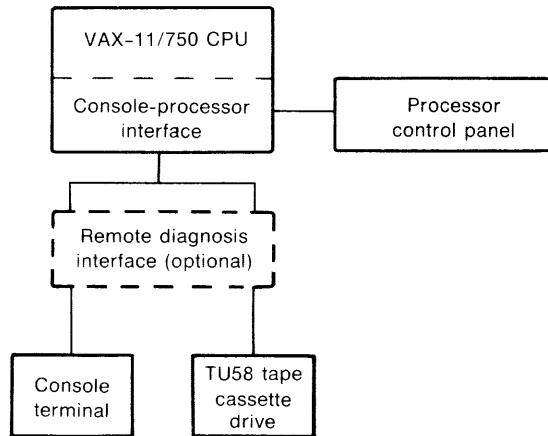 VAX-11/750 CPU
Console-processor
interface
Processor
control panel
Remote diagnosis
interface (optional)
Console
terminal
TU58 tape
cassette
drive